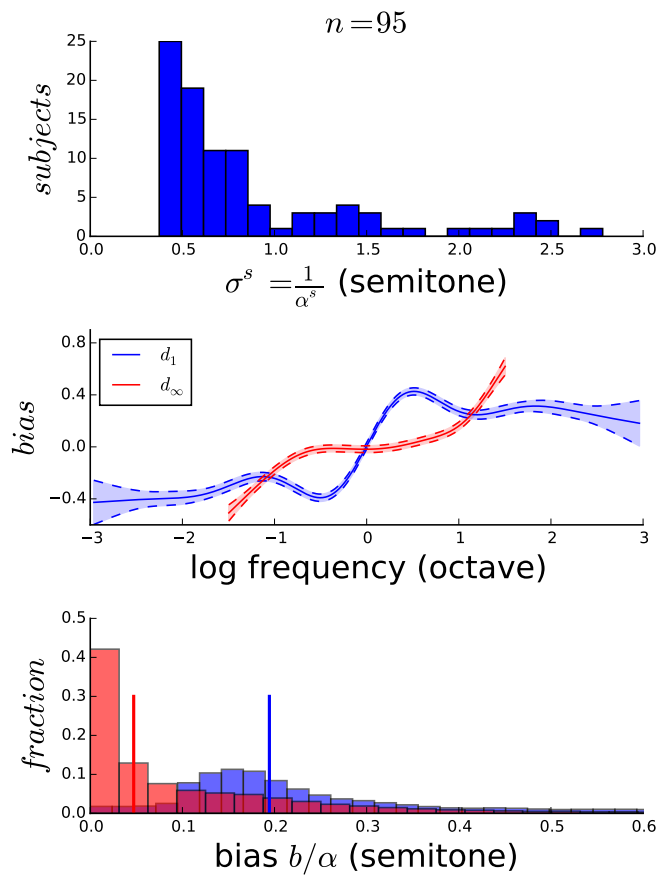 n = 95
25
20
15
10
5
0
subjects
0.0 0.5 1.0 1.5 2.0 2.5 3.0
σ^s = 1/α^s (semitone)
0.8
0.4
0.0
−0.4
bias
d_1
d_∞
−3 −2 −1 0 1 2 3
log frequency (octave)
0.5
0.4
0.3
0.2
0.1
0.0
fraction
0.0 0.1 0.2 0.3 0.4 0.5 0.6
bias b/α (semitone)